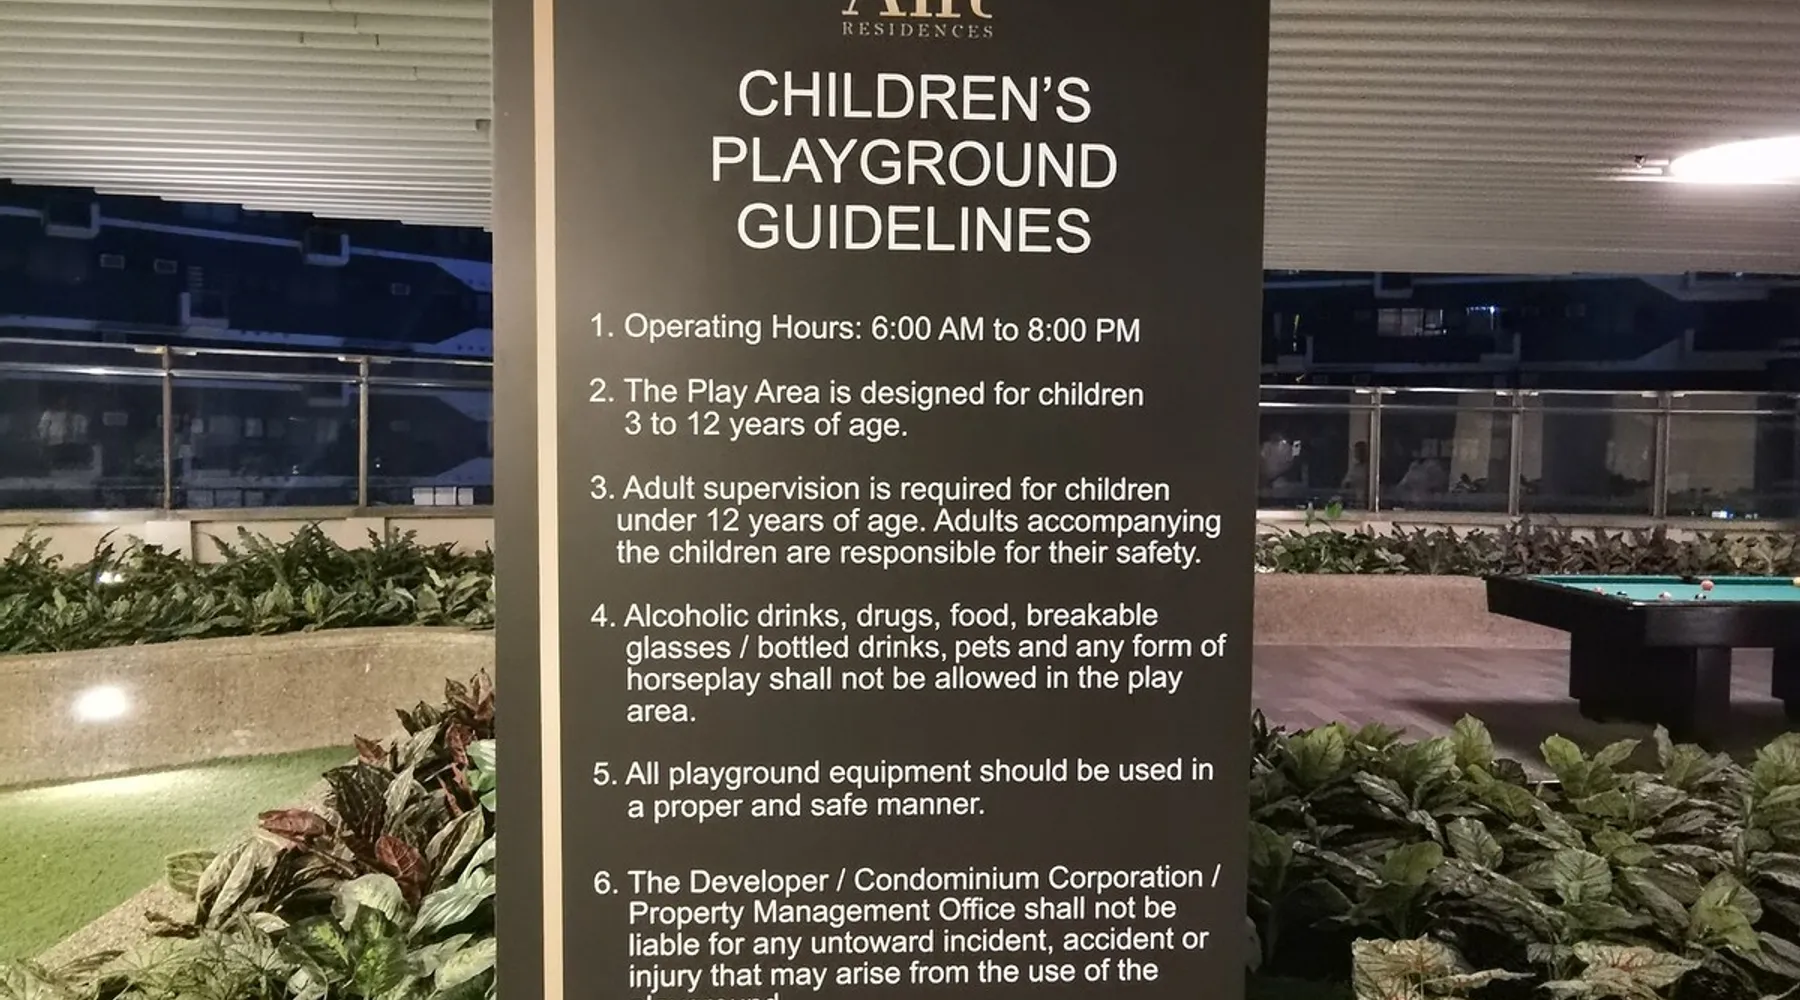 AIR
RESIDENCES
CHILDREN'S
PLAYGROUND
GUIDELINES
1. Operating Hours: 6:00 AM to 8:00 PM
2. The Play Area is designed for children
3 to 12 years of age.
3. Adult supervision is required for children
under 12 years of age. Adults accompanying
the children are responsible for their safety.
4. Alcoholic drinks, drugs, food, breakable
glasses / bottled drinks, pets and any form of
horseplay shall not be allowed in the play
area.
5. All playground equipment should be used in
a proper and safe manner.
6. The Developer / Condominium Corporation /
Property Management Office shall not be
liable for any untoward incident, accident or
injury that may arise from the use of the